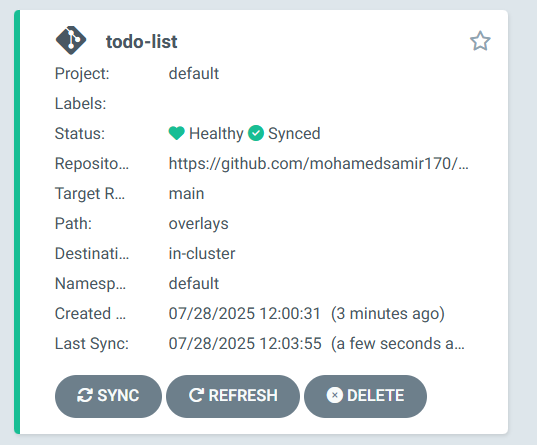 todo-list
Project: default
Labels:
Status: Healthy Synced
Reposito... https://github.com/mohamedsamir170/...
Target R... main
Path: overlays
Destinati... in-cluster
Namesp... default
Created ... 07/28/2025 12:00:31 (3 minutes ago)
Last Sync: 07/28/2025 12:03:55 (a few seconds a...
SYNC REFRESH DELETE